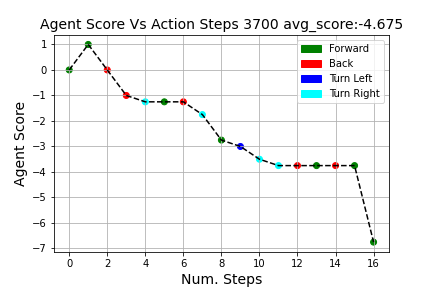 Agent Score Vs Action Steps 3700 avg_score:-4.675
Forward
Back
Turn Left
Turn Right
1
0
−1
−2
−3
−4
−5
−6
−7
Agent Score
0 2 4 6 8 10 12 14 16
Num. Steps